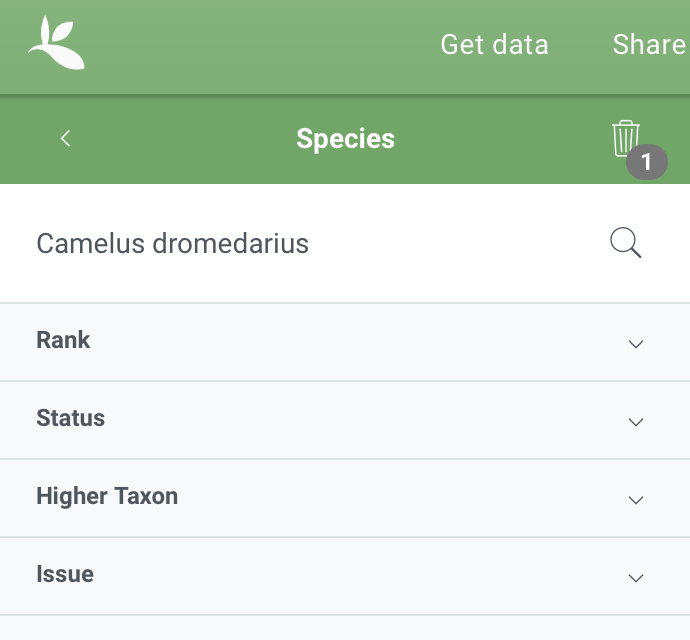 Get data Share
Species
1
Camelus dromedarius
Rank
Status
Higher Taxon
Issue